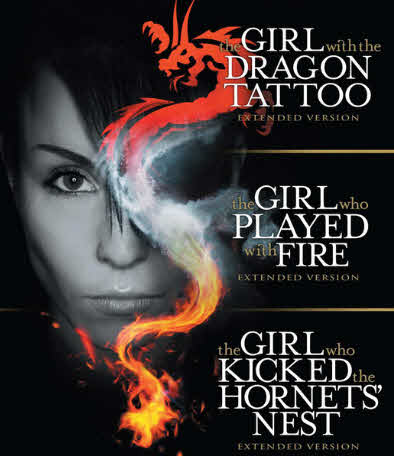 the GIRL with the
DRAGON
TATTOO
EXTENDED VERSION
the GIRL who
PLAYED
with FIRE
EXTENDED VERSION
the GIRL who
KICKED the
HORNETS'
NEST
EXTENDED VERSION